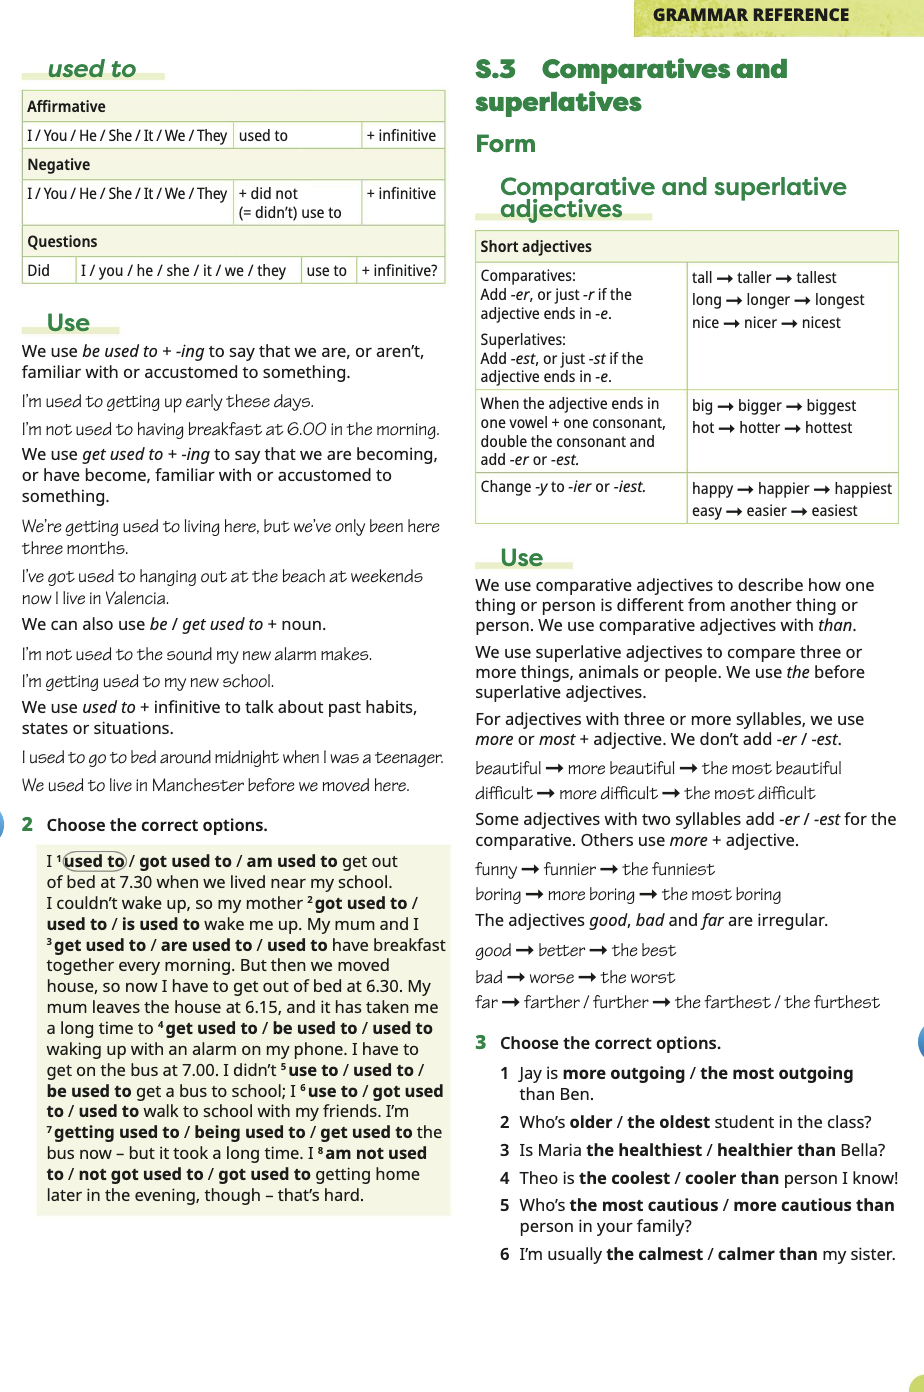 GRAMMAR REFERENCE
used to
Affirmative
I / You / He / She / It / We / They used to + infinitive
Negative
I / You / He / She / It / We / They + did not + infinitive
(= didn’t) use to
Questions
Did I / you / he / she / it / we / they use to + infinitive?
Use
We use be used to + -ing to say that we are, or aren’t,
familiar with or accustomed to something.
I’m used to getting up early these days.
I’m not used to having breakfast at 6.00 in the morning.
We use get used to + -ing to say that we are becoming,
or have become, familiar with or accustomed to
something.
We’re getting used to living here, but we’ve only been here
three months.
I’ve got used to hanging out at the beach at weekends
now I live in Valencia.
We can also use be / get used to + noun.
I’m not used to the sound my new alarm makes.
I’m getting used to my new school.
We use used to + infinitive to talk about past habits,
states or situations.
I used to go to bed around midnight when I was a teenager.
We used to live in Manchester before we moved here.
2 Choose the correct options.
I 1 used to / got used to / am used to get out
of bed at 7.30 when we lived near my school.
I couldn’t wake up, so my mother 2 got used to /
used to / is used to wake me up. My mum and I
3 get used to / are used to / used to have breakfast
together every morning. But then we moved
house, so now I have to get out of bed at 6.30. My
mum leaves the house at 6.15, and it has taken me
a long time to 4 get used to / be used to / used to
waking up with an alarm on my phone. I have to
get on the bus at 7.00. I didn’t 5 use to / used to /
be used to get a bus to school; I 6 use to / got used
to / used to walk to school with my friends. I’m
7 getting used to / being used to / get used to the
bus now – but it took a long time. I 8 am not used
to / not got used to / got used to getting home
later in the evening, though – that’s hard.
S.3 Comparatives and
superlatives
Form
Comparative and superlative
adjectives
Short adjectives
Comparatives:
Add -er, or just -r if the
adjective ends in -e.
Superlatives:
Add -est, or just -st if the
adjective ends in -e.
tall → taller → tallest
long → longer → longest
nice → nicer → nicest
When the adjective ends in
one vowel + one consonant,
double the consonant and
add -er or -est.
big → bigger → biggest
hot → hotter → hottest
Change -y to -ier or -iest.
happy → happier → happiest
easy → easier → easiest
Use
We use comparative adjectives to describe how one
thing or person is different from another thing or
person. We use comparative adjectives with than.
We use superlative adjectives to compare three or
more things, animals or people. We use the before
superlative adjectives.
For adjectives with three or more syllables, we use
more or most + adjective. We don’t add -er / -est.
beautiful → more beautiful → the most beautiful
difficult → more difficult → the most difficult
Some adjectives with two syllables add -er / -est for the
comparative. Others use more + adjective.
funny → funnier → the funniest
boring → more boring → the most boring
The adjectives good, bad and far are irregular.
good → better → the best
bad → worse → the worst
far → farther / further → the farthest / the furthest
3 Choose the correct options.
1 Jay is more outgoing / the most outgoing
than Ben.
2 Who’s older / the oldest student in the class?
3 Is Maria the healthiest / healthier than Bella?
4 Theo is the coolest / cooler than person I know!
5 Who’s the most cautious / more cautious than
person in your family?
6 I’m usually the calmest / calmer than my sister.